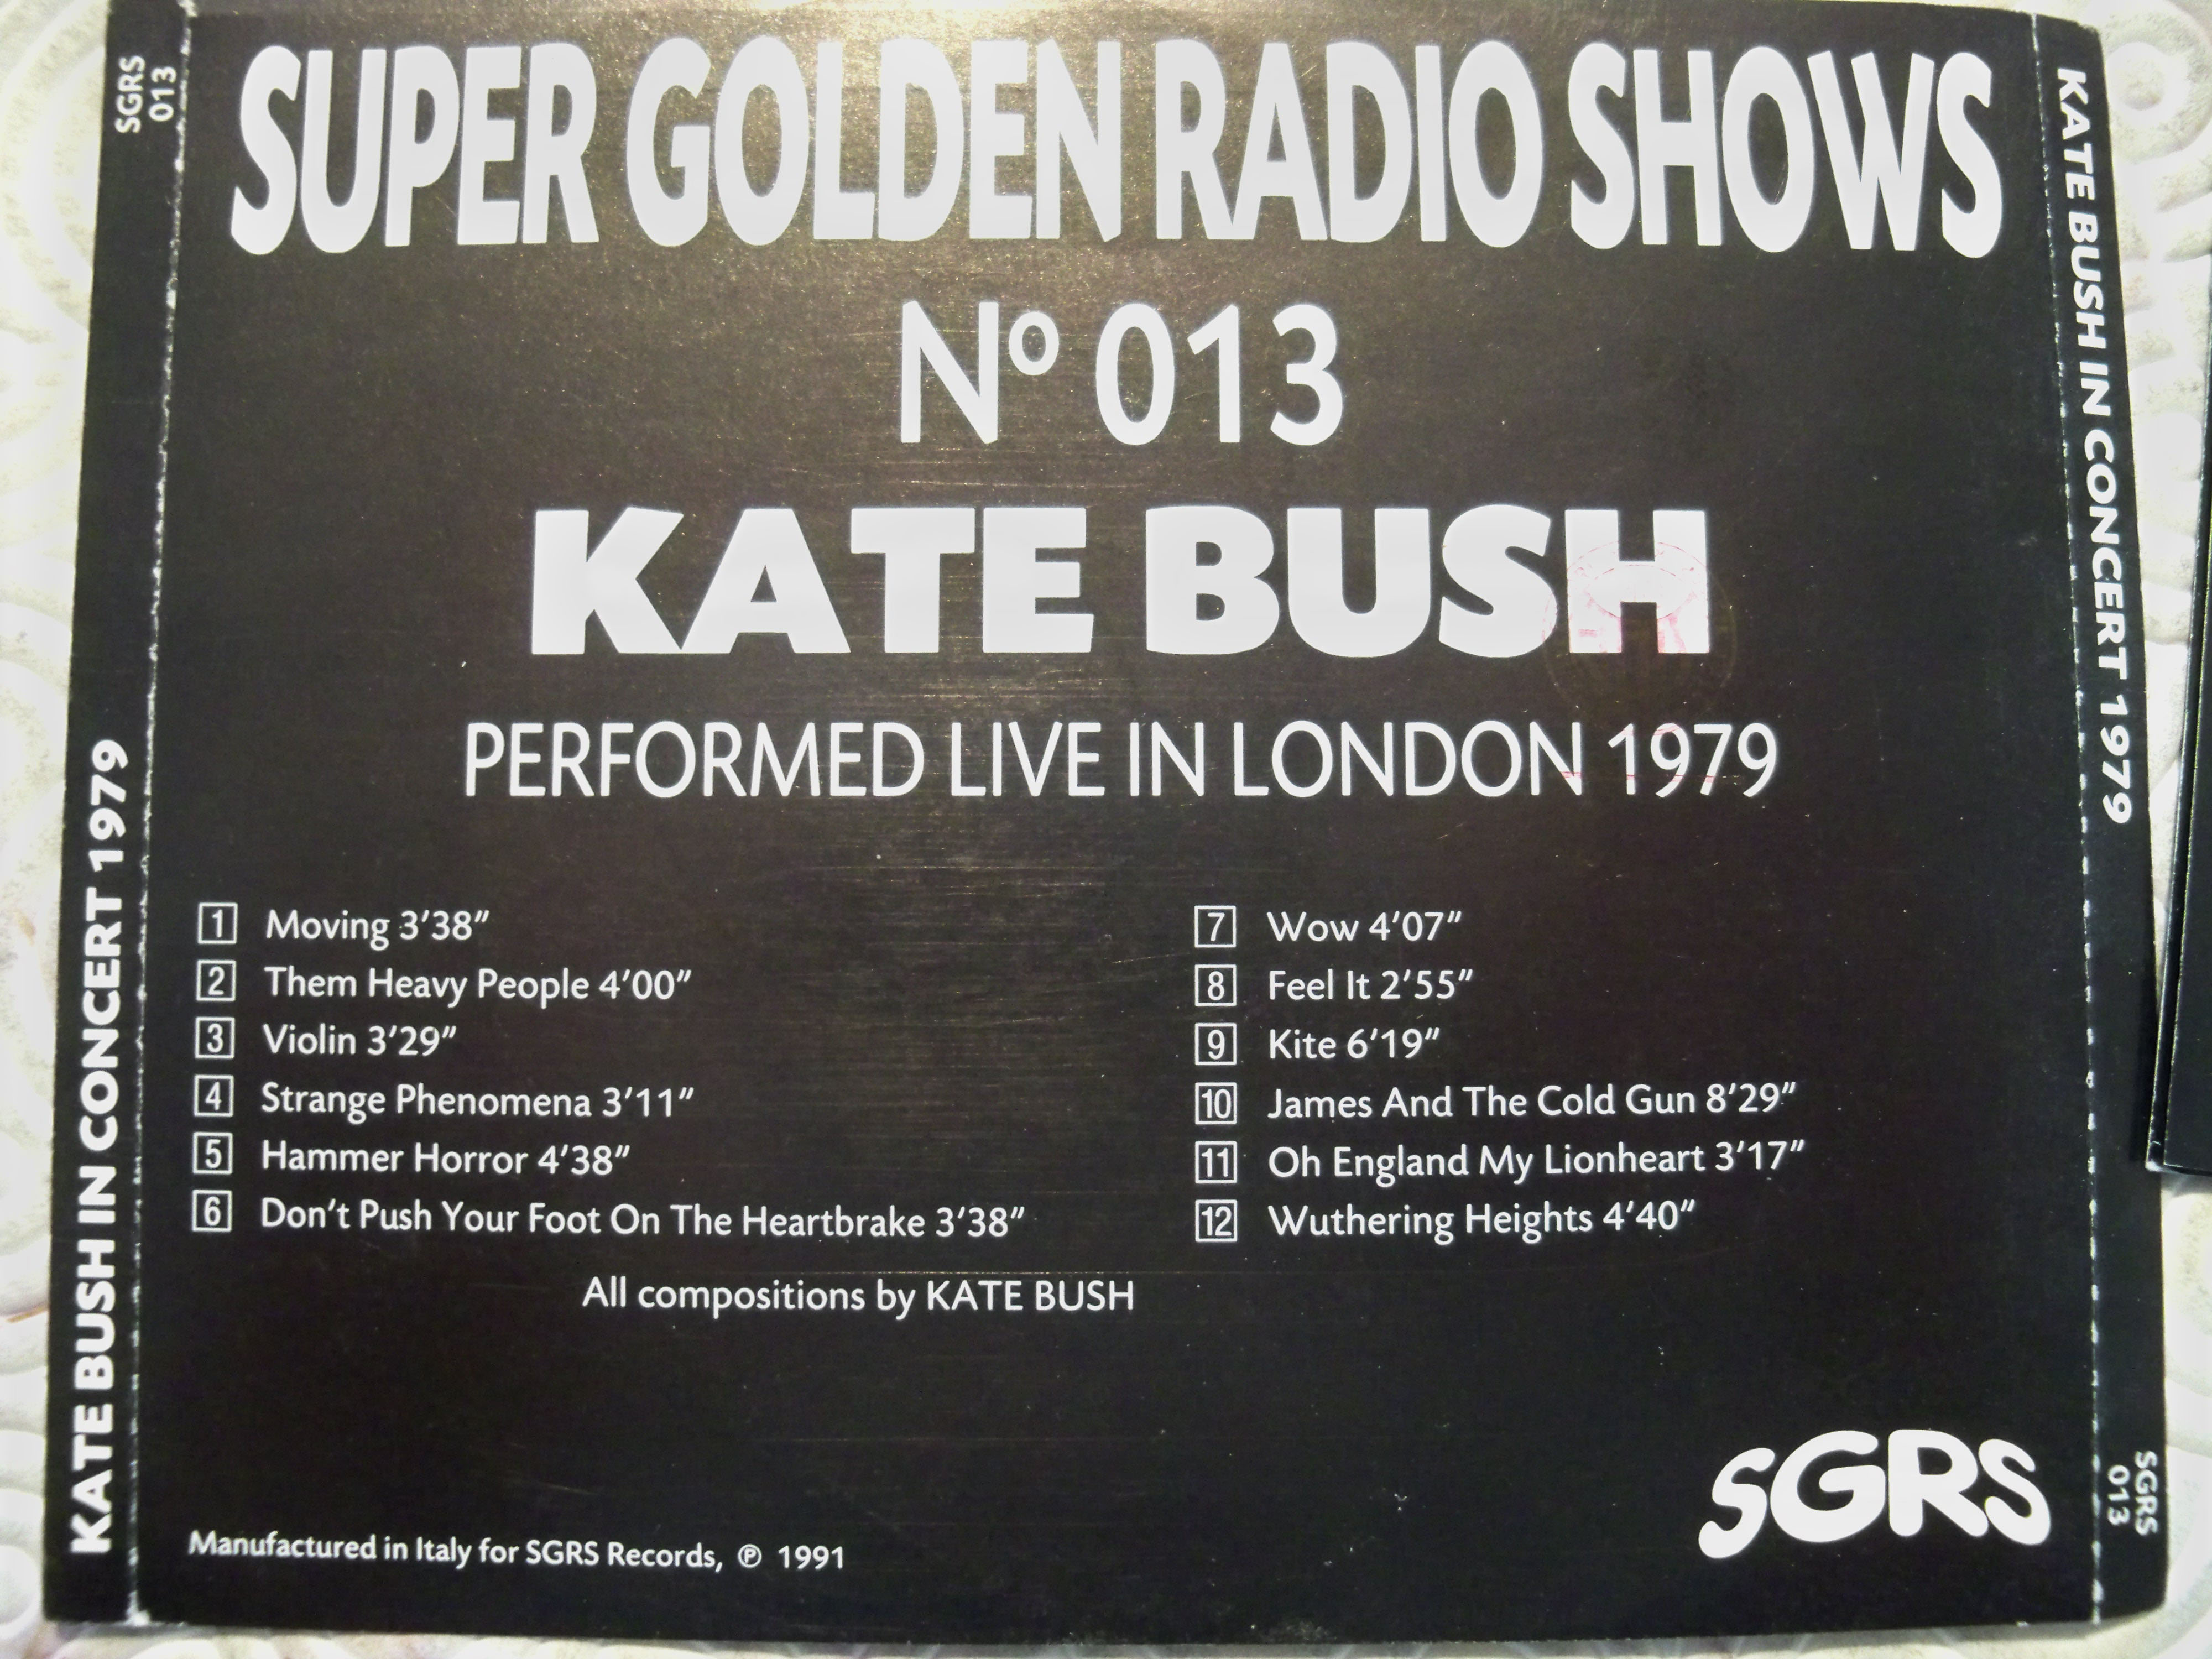 SGRS
013
KATE BUSH IN CONCERT 1979
SUPER GOLDEN RADIO SHOWS
Nº 013
KATE BUSH
PERFORMED LIVE IN LONDON 1979
1 Moving 3'38"
2 Them Heavy People 4'00"
3 Violin 3'29"
4 Strange Phenomena 3'11"
5 Hammer Horror 4'38"
6 Don't Push Your Foot On The Heartbrake 3'38"
7 Wow 4'07"
8 Feel It 2'55"
9 Kite 6'19"
10 James And The Cold Gun 8'29"
11 Oh England My Lionheart 3'17"
12 Wuthering Heights 4'40"
All compositions by KATE BUSH
Manufactured in Italy for SGRS Records, ℗ 1991
SGRS
KATE BUSH IN CONCERT 1979
SGRS
013